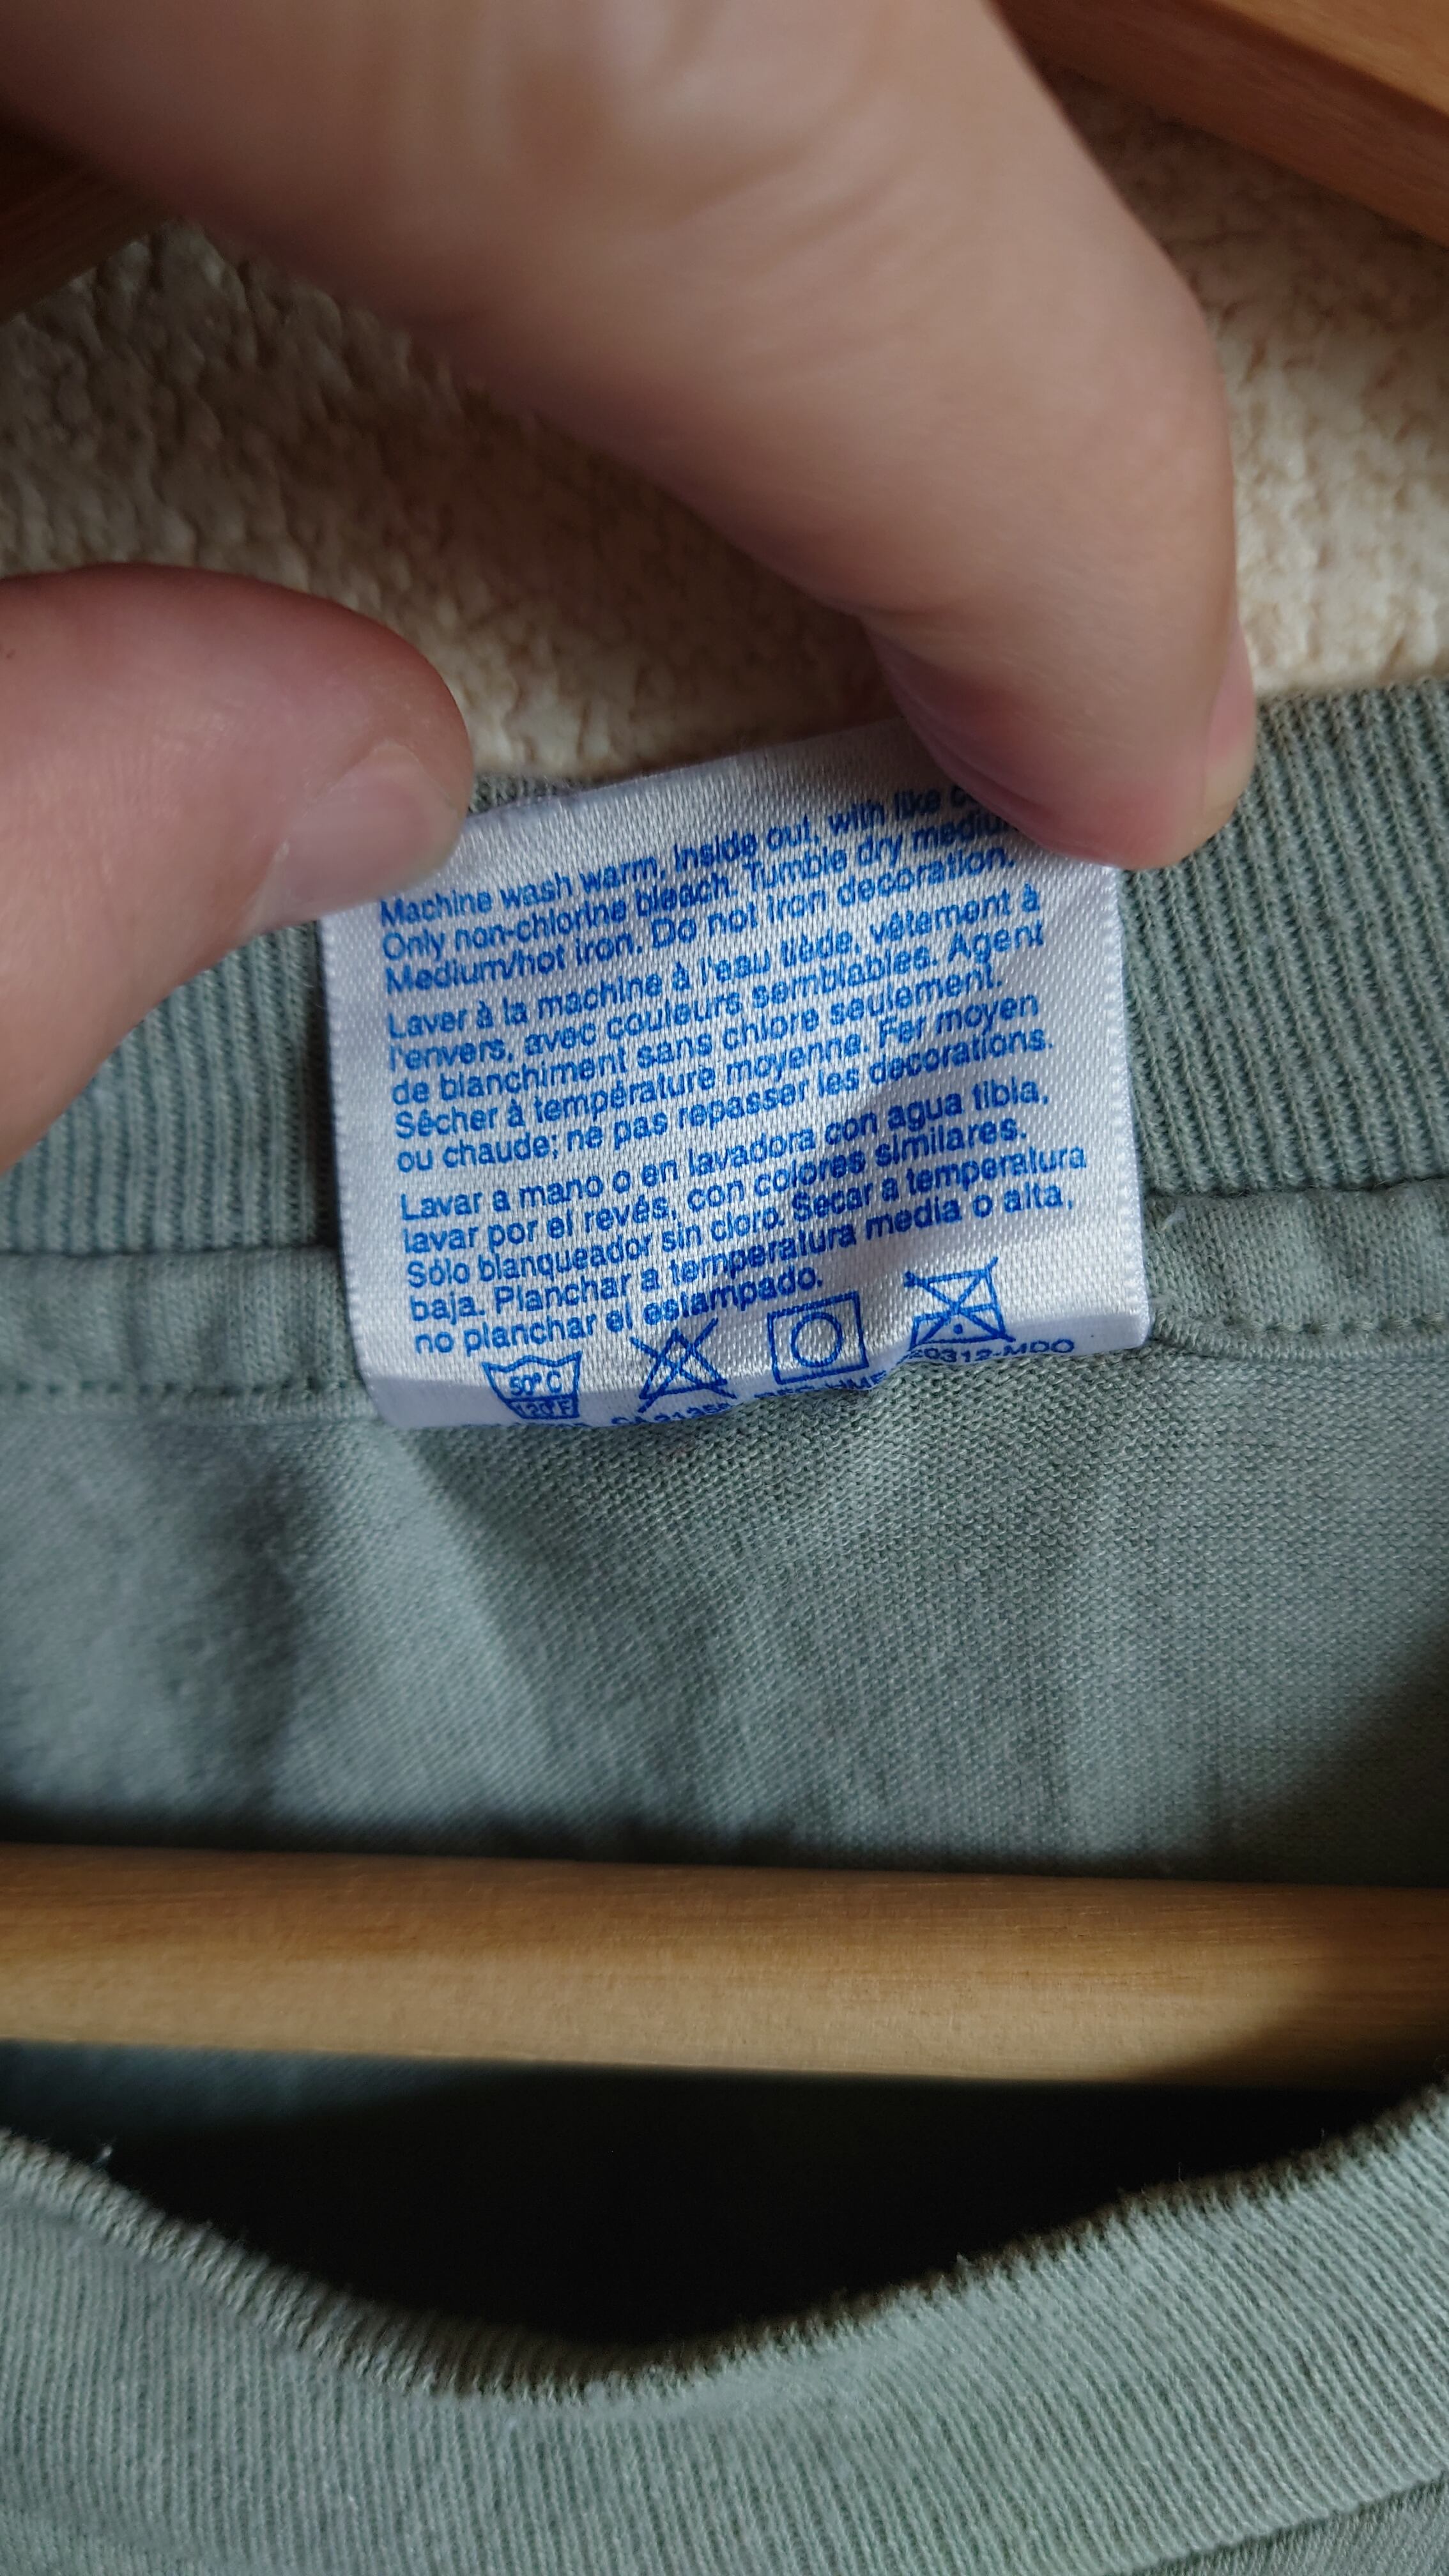 Machine wash warm, inside out, with like
Only non-chlorine bleach. Tumble dry
Medium/hot iron. Do not iron decoration.
Laver à la machine à l'eau tiède, vêtement à
l'envers, avec couleurs semblables. Agent
de blanchiment sans chlore seulement.
Sécher à température moyenne. Fer moyen
ou chaude; ne pas repasser les decorations.
Lavar a mano o en lavadora con agua tibia,
lavar por el revés, con colores similares.
Sólo blanqueador sin cloro. Secar a temperatura
baja. Planchar a temperatura media o alta,
no planchar el estampado.
50°C
120°F
20312-MDO